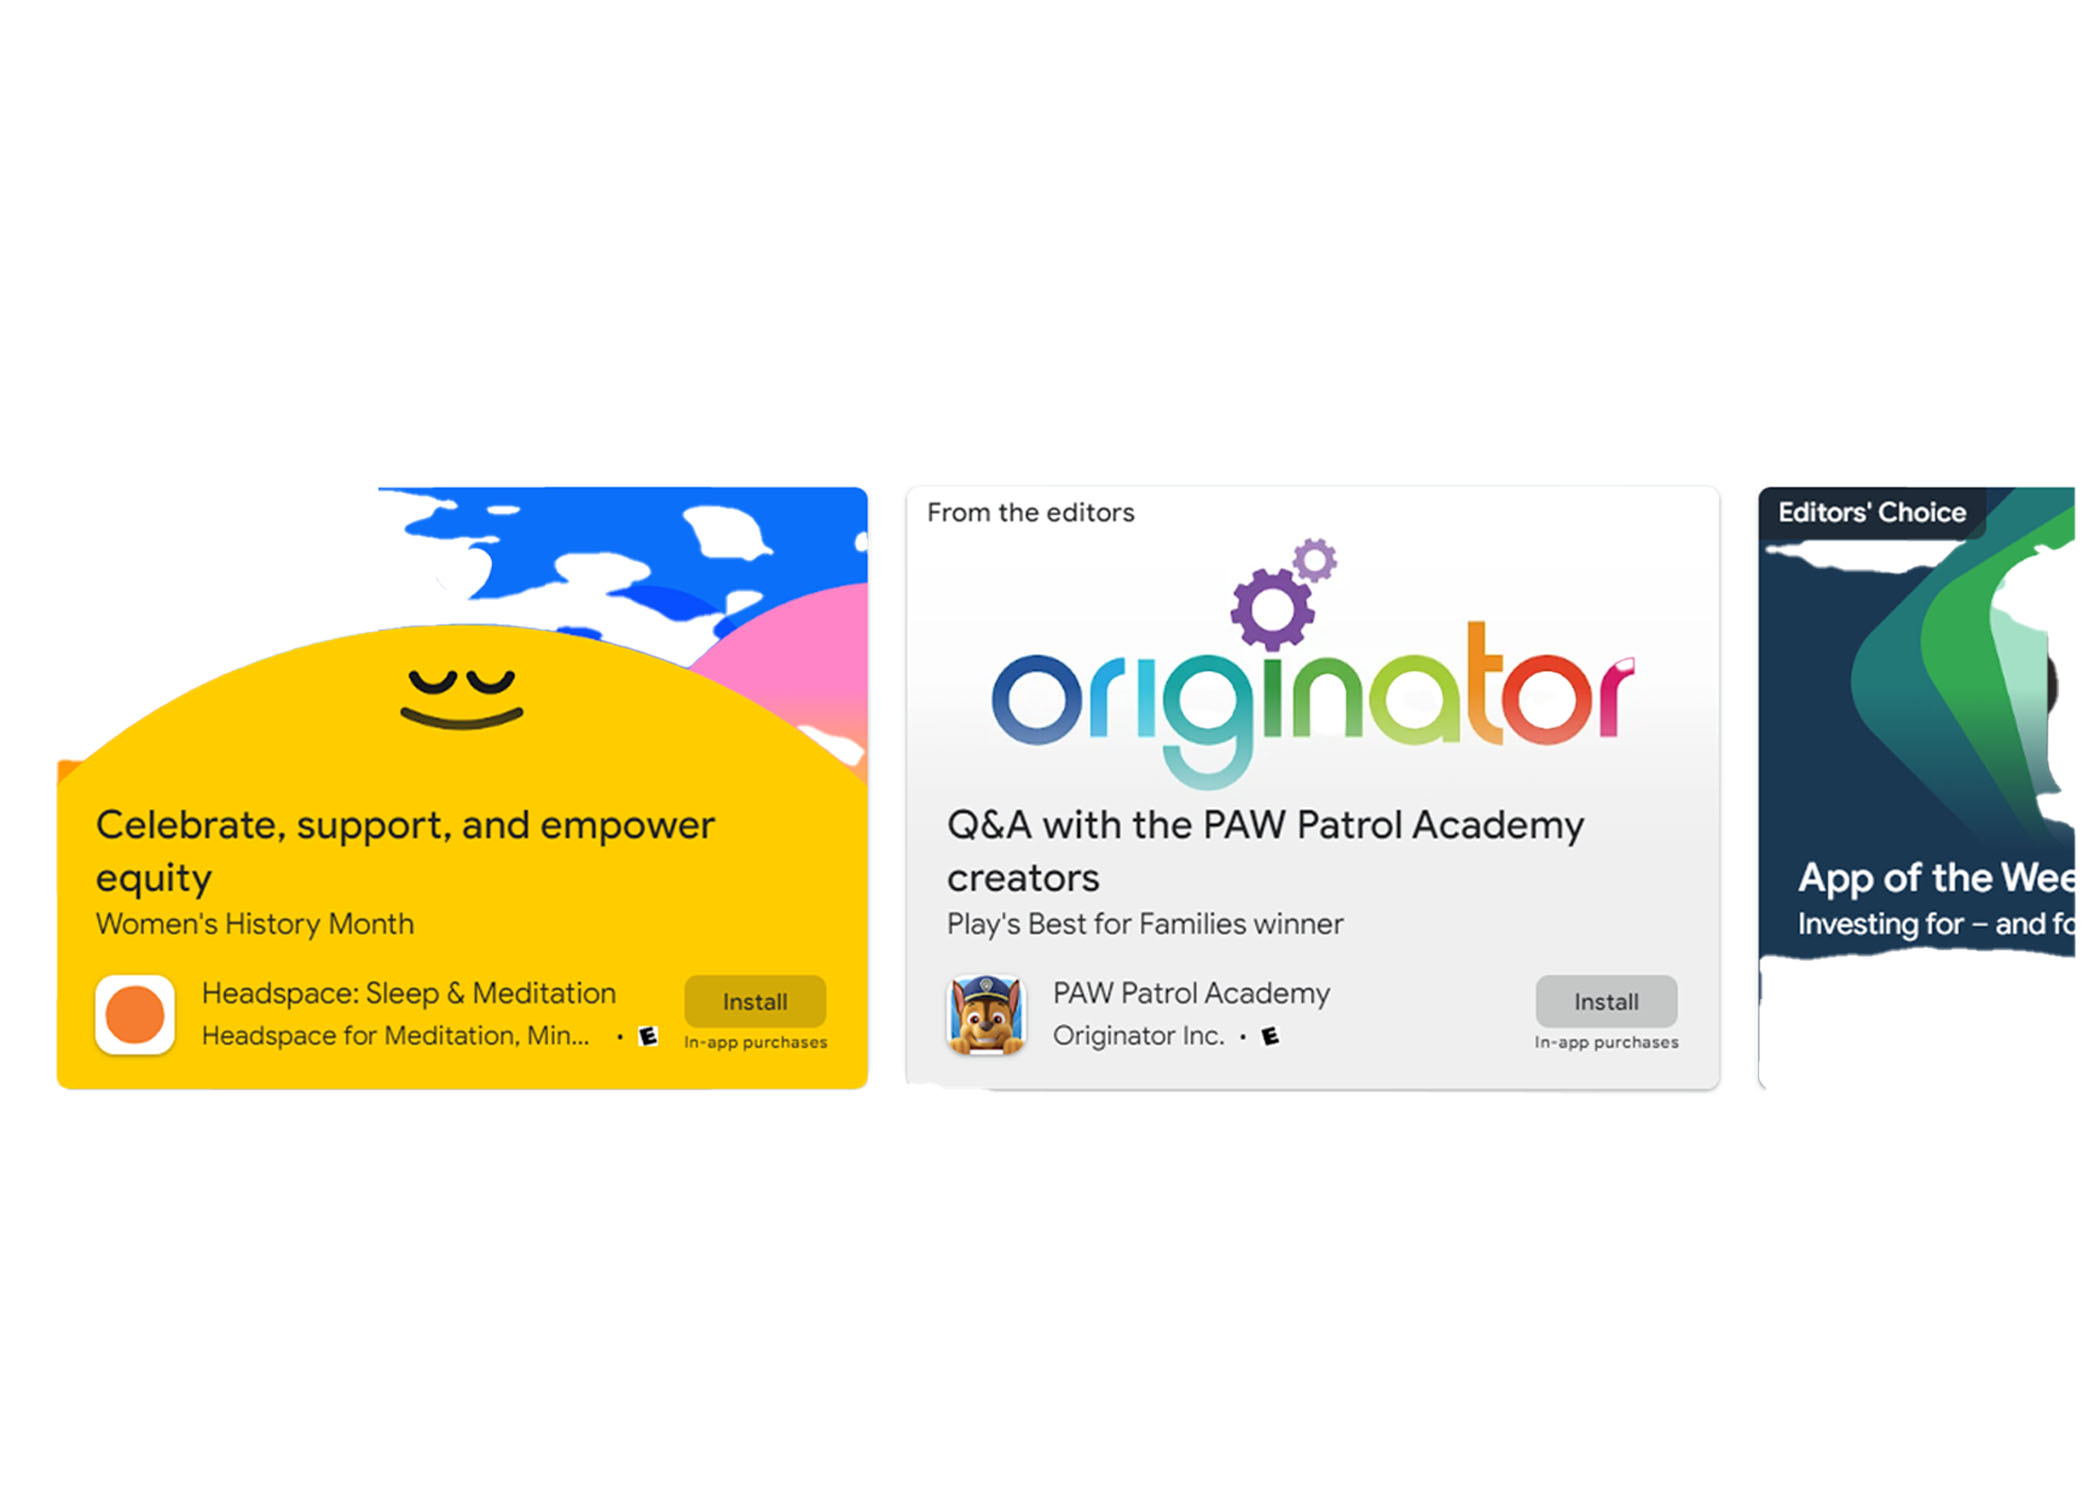 Celebrate, support, and empower
equity
Women's History Month
Headspace: Sleep & Meditation
Headspace for Meditation, Min... • E
Install
In-app purchases
From the editors
originator
Q&A with the PAW Patrol Academy
creators
Play's Best for Families winner
PAW Patrol Academy
Originator Inc. • E
Install
In-app purchases
Editors' Choice
App of the Wee
Investing for – and fo